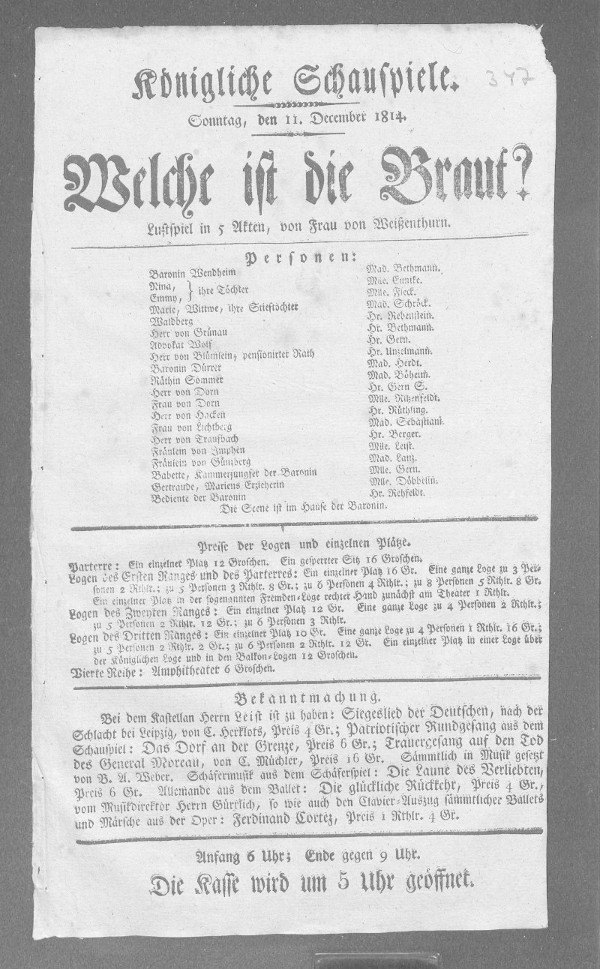 347
Königliche Schauspiele.
Sonntag, den 11. December 1814.
Welche ist die Braut?
Lustspiel in 5 Akten, von Frau von Weißenthurn.
Personen:
Baronin Wendheim Mad. Bethmann.
Nina, Mlle. Eunike.
Emmy, } ihre Töchter Mlle. Fleck.
Marie, Wittwe, ihre Stieftochter Mad. Schröck.
Waldberg Hr. Rebenstein.
Herr von Grünau Hr. Bethmann.
Advokat Wolf Hr. Gern.
Herr von Blümlein, pensionirter Rath Hr. Unzelmann.
Baronin Dürrer Mad. Herdt.
Räthin Sommer Mad. Böheim.
Herr von Dorn Hr. Gern S.
Frau von Dorn Mlle. Ritzenfeldt.
Herr von Hacken Hr. Rüthling.
Frau von Lichtberg Mad. Sebastiani.
Herr von Transbach Hr. Berger.
Fräulein von Imphen Mlle. Leist.
Fräulein von Gümberg Mad. Lanz.
Babette, Kammerjungfer der Baronin Mlle. Gern.
Gertraude, Mariens Erzieherin Mlle. Döbbelin.
Bediente der Baronin Hr. Rehfeldt.
Die Scene ist im Hause der Baronin.
Preise der Logen und einzelnen Plätze.
Parterre: Ein einzelner Platz 12 Groschen. Ein gesperrter Sitz 16 Groschen.
Logen des Ersten Ranges und des Parterres: Ein einzelner Platz 16 Gr. Eine ganze Loge zu 3 Per-
sonen 2 Rthlr.; zu 5 Personen 3 Rthlr. 8 Gr.; zu 6 Personen 4 Rthlr.; zu 8 Personen 5 Rthlr. 8 Gr.
Ein einzelner Platz in der sogenannten Fremden-Loge rechter Hand zunächst am Theater 1 Rthlr.
Logen des Zweyten Ranges: Ein einzelner Platz 12 Gr. Eine ganze Loge zu 4 Personen 2 Rthlr.;
zu 5 Personen 2 Rthlr. 12 Gr.; zu 6 Personen 3 Rthlr.
Logen des Dritten Ranges: Ein einzelner Platz 10 Gr. Eine ganze Loge zu 4 Personen 1 Rthlr. 16 Gr.;
zu 5 Personen 2 Rthlr. 2 Gr.; zu 6 Personen 2 Rthlr. 12 Gr. Ein einzelner Platz in einer Loge über
der Königlichen Loge und in den Balkon-Logen 12 Groschen.
Vierte Reihe: Amphitheater 6 Groschen.
Bekanntmachung.
Bei dem Kastellan Herrn Leist ist zu haben: Siegeslied der Deutschen, nach der
Schlacht bei Leipzig, von C. Herklots, Preis 4 Gr.; Patriotischer Rundgesang aus dem
Schauspiel: Das Dorf an der Grenze, Preis 6 Gr.; Trauergesang auf den Tod
des General Moreau, von C. Müchler, Preis 16 Gr. Sämmtlich in Musik gesetzt
von B. A. Weber. Schäfermusik aus dem Schäferspiel: Die Laune des Verliebten,
Preis 6 Gr. Allemande aus dem Ballet: Die glückliche Rückkehr, Preis 4 Gr.,
vom Musikdirektor Herrn Gürrlich, so wie auch den Clavier-Auszug sämmtlicher Ballets
und Märsche aus der Oper: Ferdinand Cortez, Preis 1 Rthlr. 4 Gr.
Anfang 6 Uhr; Ende gegen 9 Uhr.
Die Kasse wird um 5 Uhr geöffnet.